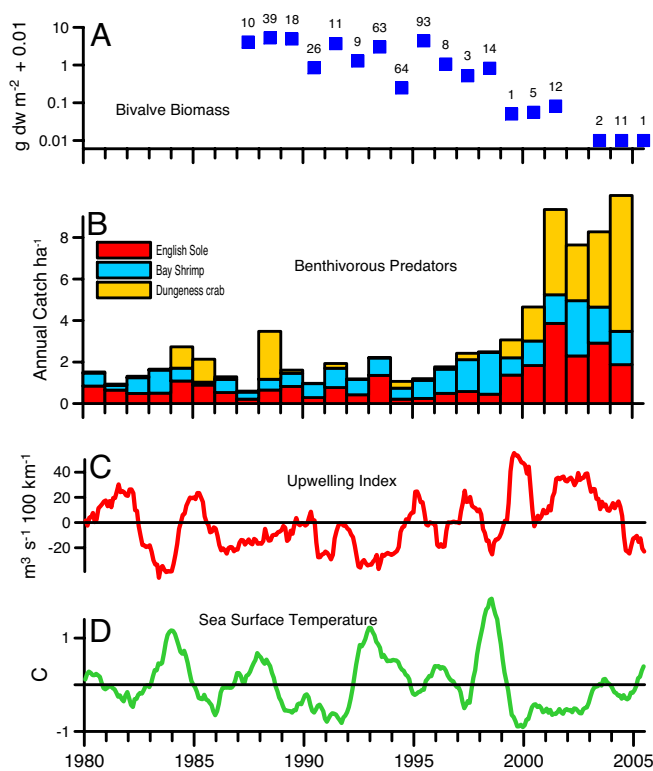 A
g dw m⁻² + 0.01
10
1
0.1
0.01
10 39 18 26 11 9 63 64 93 8 3 14 1 5 12 2 11 1
Bivalve Biomass
B
Annual Catch ha⁻¹
8
6
4
2
0
English Sole
Bay Shrimp
Dungeness crab
Benthivorous Predators
C
m³ s⁻¹ 100 km⁻¹
40
20
0
-20
Upwelling Index
D
Sea Surface Temperature
C
1
-1
1980 1985 1990 1995 2000 2005